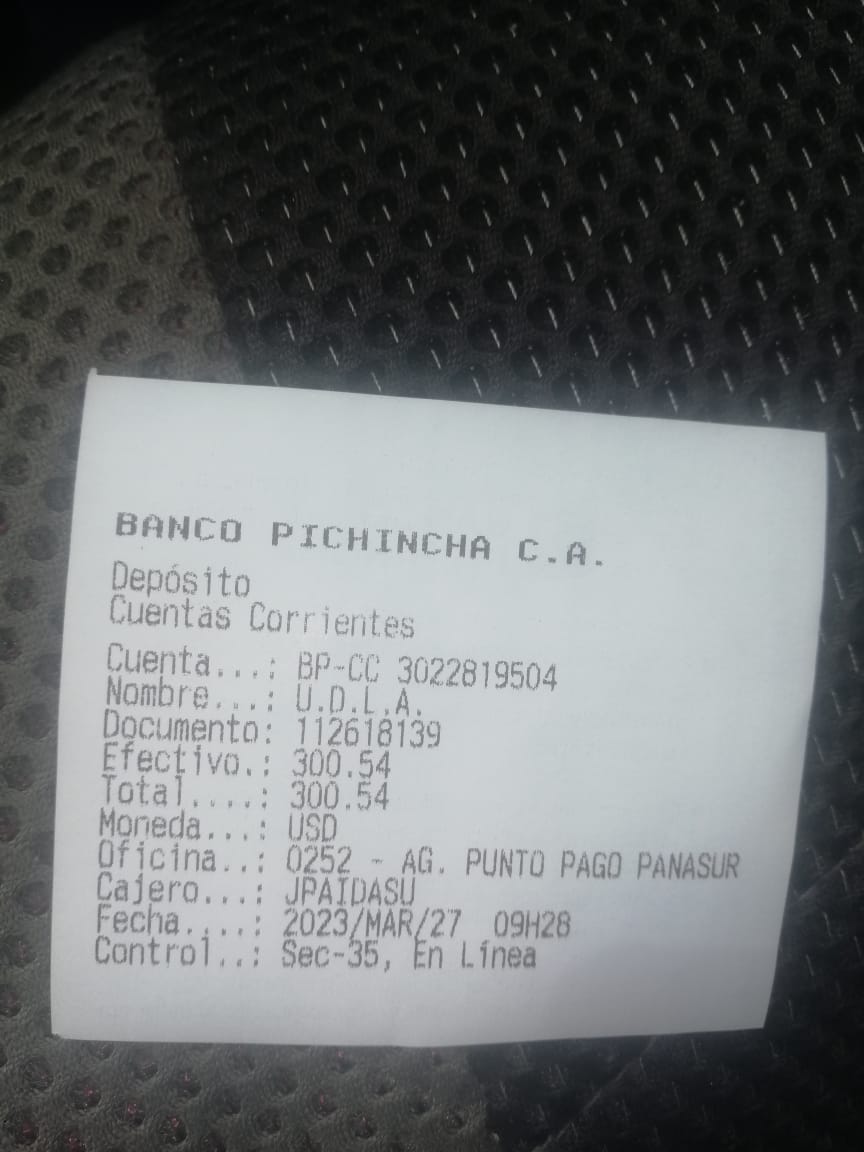 BANCO PICHINCHA C.A.
Depósito
Cuentas Corrientes
Cuenta...: BP-CC 3022819504
Nombre...: U.D.L.A.
Documento: 112618139
Efectivo.: 300.54
Total....: 300.54
Moneda...: USD
Oficina..: 0252 - AG. PUNTO PAGO PANASUR
Cajero...: JPAIDASU
Fecha....: 2023/MAR/27 09H28
Control..: Sec-35, En Línea